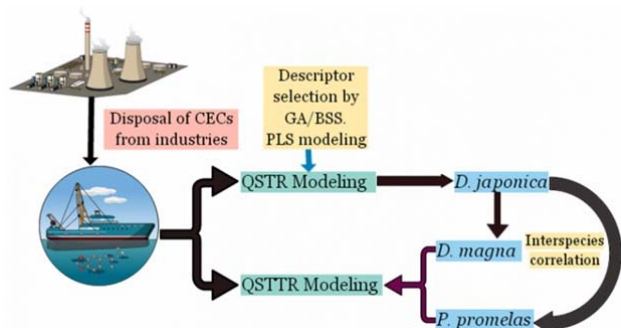 Disposal of CECs
from industries
Descriptor
selection by
GA/BSS.
PLS modeling
QSTR Modeling
D. japonica
D. magna
Interspecies
correlation
QSTTR Modeling
P. promelas